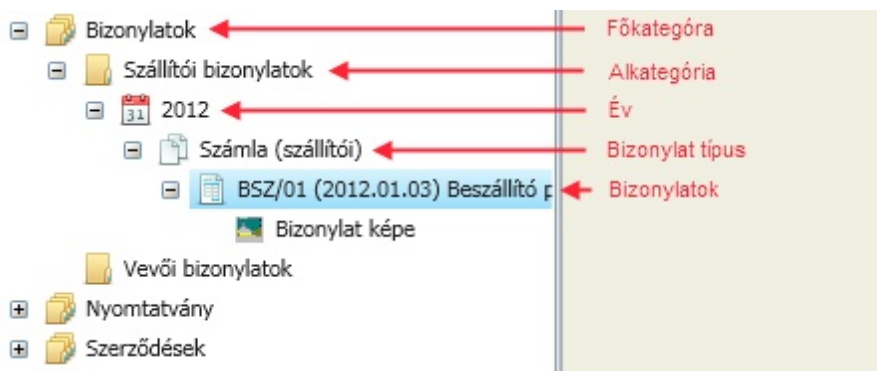 Bizonylatok Főkategóra
Szállítói bizonylatok Alkategória
31 2012 Év
Számla (szállítói) Bizonylat típus
BSZ/01 (2012.01.03) Beszállító Bizonylatok
Bizonylat képe
Vevői bizonylatok
Nyomtatvány
Szerződések